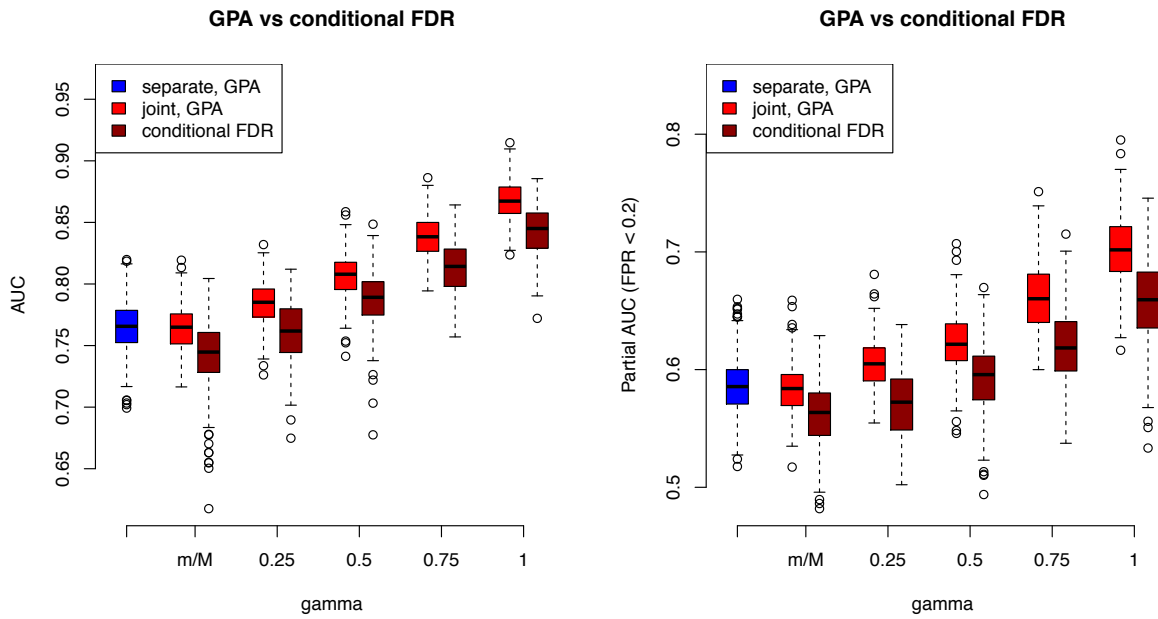 GPA vs conditional FDR
separate, GPA
joint, GPA
conditional FDR
AUC
0.95
0.90
0.85
0.80
0.75
0.70
0.65
m/M 0.25 0.5 0.75 1
gamma
GPA vs conditional FDR
separate, GPA
joint, GPA
conditional FDR
Partial AUC (FPR < 0.2)
0.8
0.7
0.6
0.5
m/M 0.25 0.5 0.75 1
gamma